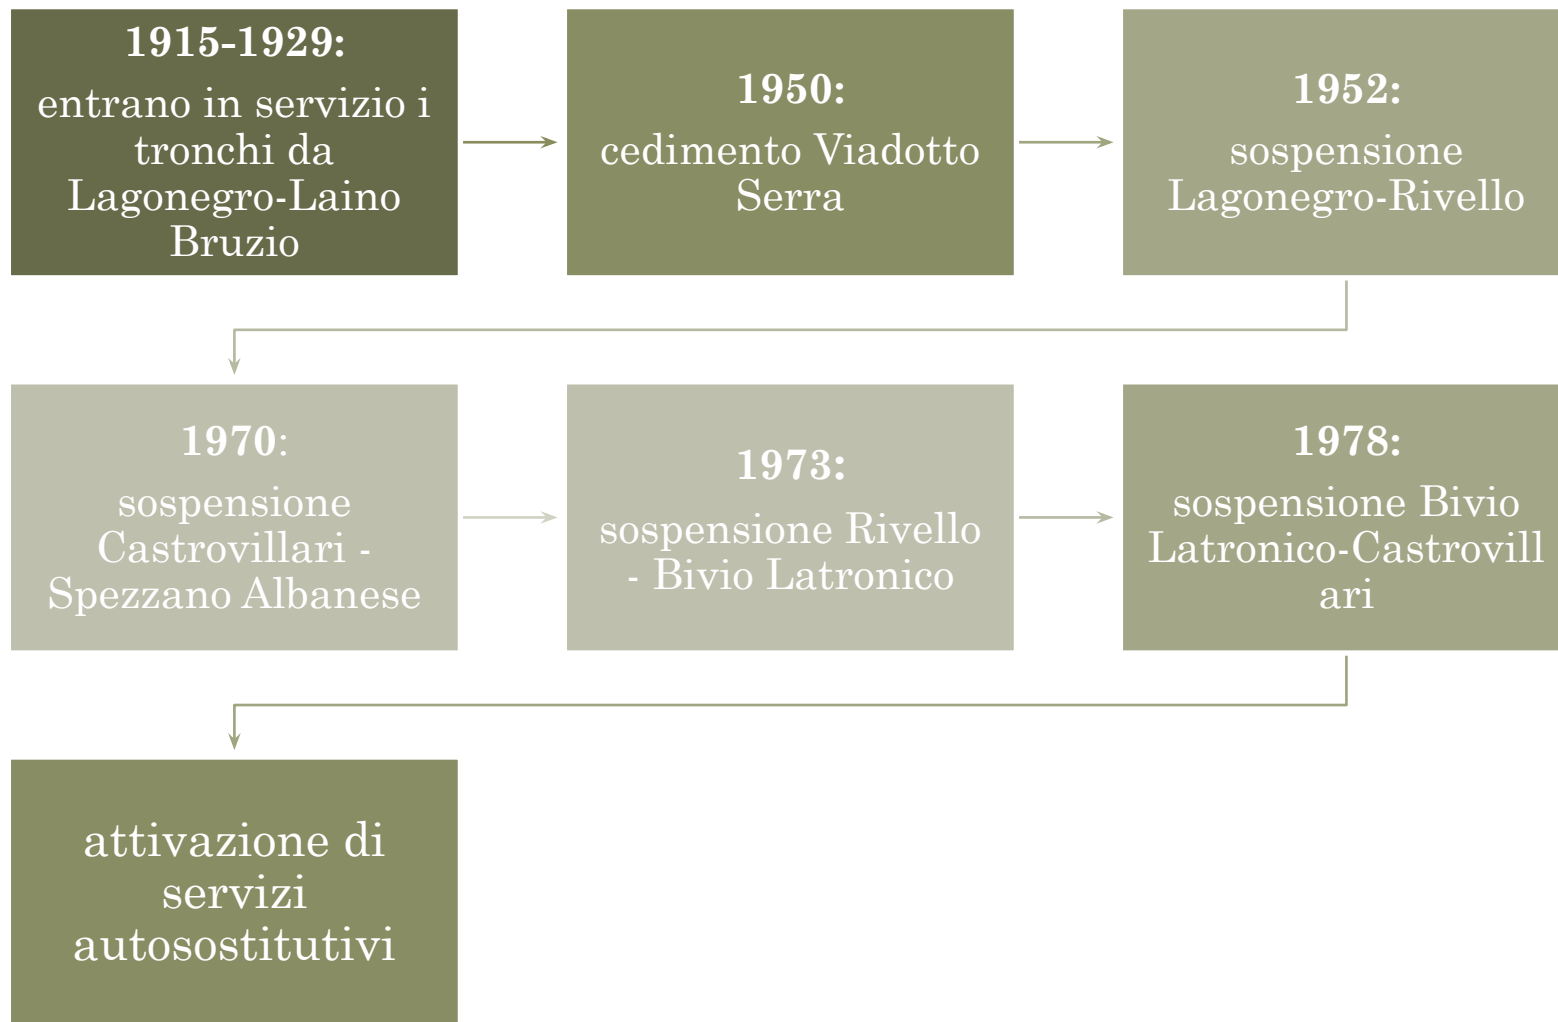 1915-1929:
entrano in servizio i
tronchi da
Lagonegro-Laino
Bruzio
1950:
cedimento Viadotto
Serra
1952:
sospensione
Lagonegro-Rivello
1970:
sospensione
Castrovillari -
Spezzano Albanese
1973:
sospensione Rivello
- Bivio Latronico
1978:
sospensione Bivio
Latronico-Castrovill
ari
attivazione di
servizi
autosostitutivi